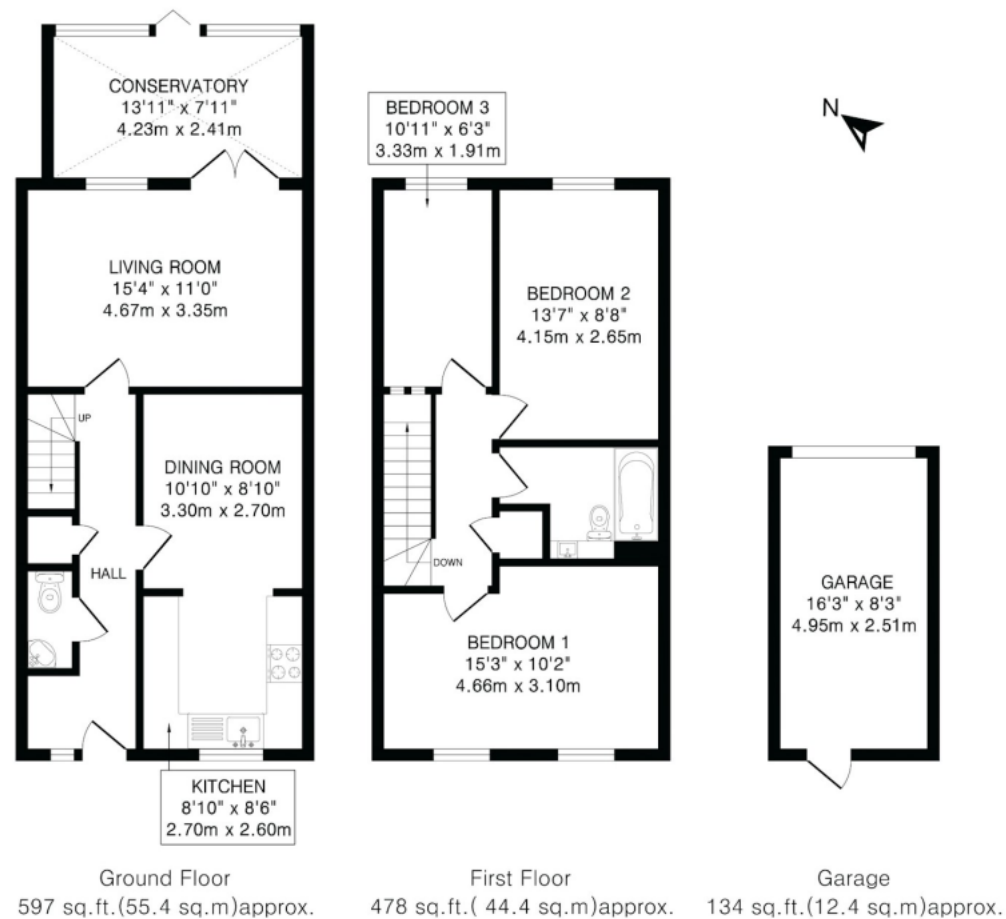 CONSERVATORY
13'11" x 7'11"
4.23m x 2.41m
LIVING ROOM
15'4" x 11'0"
4.67m x 3.35m
UP
DINING ROOM
10'10" x 8'10"
3.30m x 2.70m
HALL
KITCHEN
8'10" x 8'6"
2.70m x 2.60m
Ground Floor
597 sq.ft.(55.4 sq.m)approx.
BEDROOM 3
10'11" x 6'3"
3.33m x 1.91m
BEDROOM 2
13'7" x 8'8"
4.15m x 2.65m
DOWN
BEDROOM 1
15'3" x 10'2"
4.66m x 3.10m
First Floor
478 sq.ft.( 44.4 sq.m)approx.
N
GARAGE
16'3" x 8'3"
4.95m x 2.51m
Garage
134 sq.ft.(12.4 sq.m)approx.